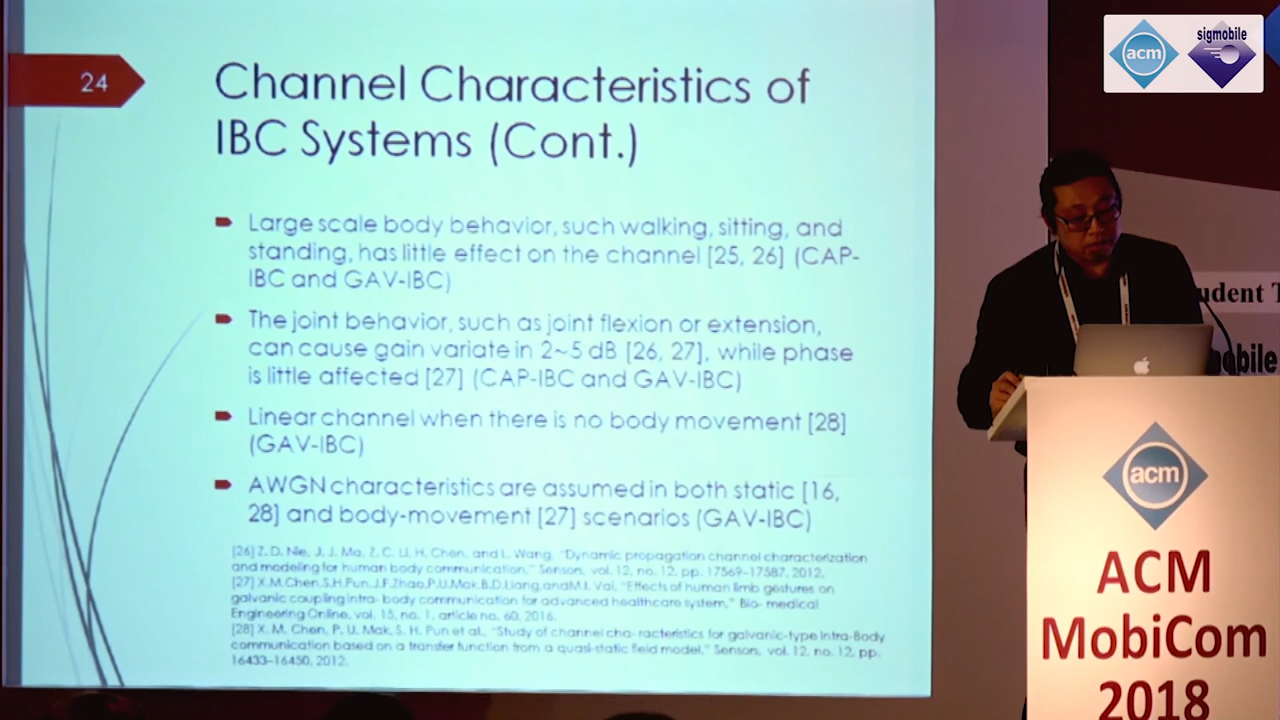 24
Channel Characteristics of
IBC Systems (Cont.)
Large scale body behavior, such walking, sitting, and
standing, has little effect on the channel [25, 26] (CAP-
IBC and GAV-IBC)
The joint behavior, such as joint flexion or extension,
can cause gain variate in 2~5 dB [26, 27], while phase
is little affected [27] (CAP-IBC and GAV-IBC)
Linear channel when there is no body movement [28]
(GAV-IBC)
AWGN characteristics are assumed in both static [16,
28] and body-movement [27] scenarios (GAV-IBC)
[26] Z. D. Nie, J. J. Ma, Z. C. Li, H. Chen, and L. Wang, "Dynamic propagation channel characterization
and modeling for human body communication," Sensors, vol. 12, no. 12, pp. 17569–17587, 2012.
[27] X.M.Chen,S.H.Pun,J.F.Zhao,P.U.Mak,B.D.Liang,andM.I. Vai, "Effects of human limb gestures on
galvanic coupling intra- body communication for advanced healthcare system," Bio- medical
Engineering Online, vol. 15, no. 1, article no. 60, 2016.
[28] X. M. Chen, P. U. Mak, S. H. Pun et al., "Study of channel cha- racteristics for galvanic-type Intra-Body
communication based on a transfer function from a quasi-static field model," Sensors, vol. 12, no. 12, pp.
16433–16450, 2012.
acm
sigmobile
udent T
mobile
acm
ACM
MobiCom
2018